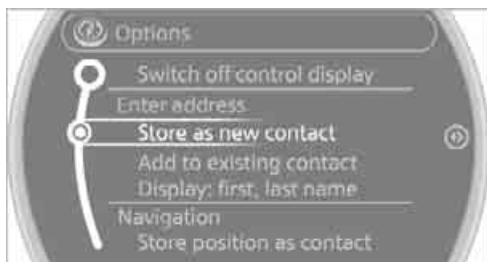 Options
Switch off control display
Enter address
Store as new contact
Add to existing contact
Display: first, last name
Navigation
Store position as contact